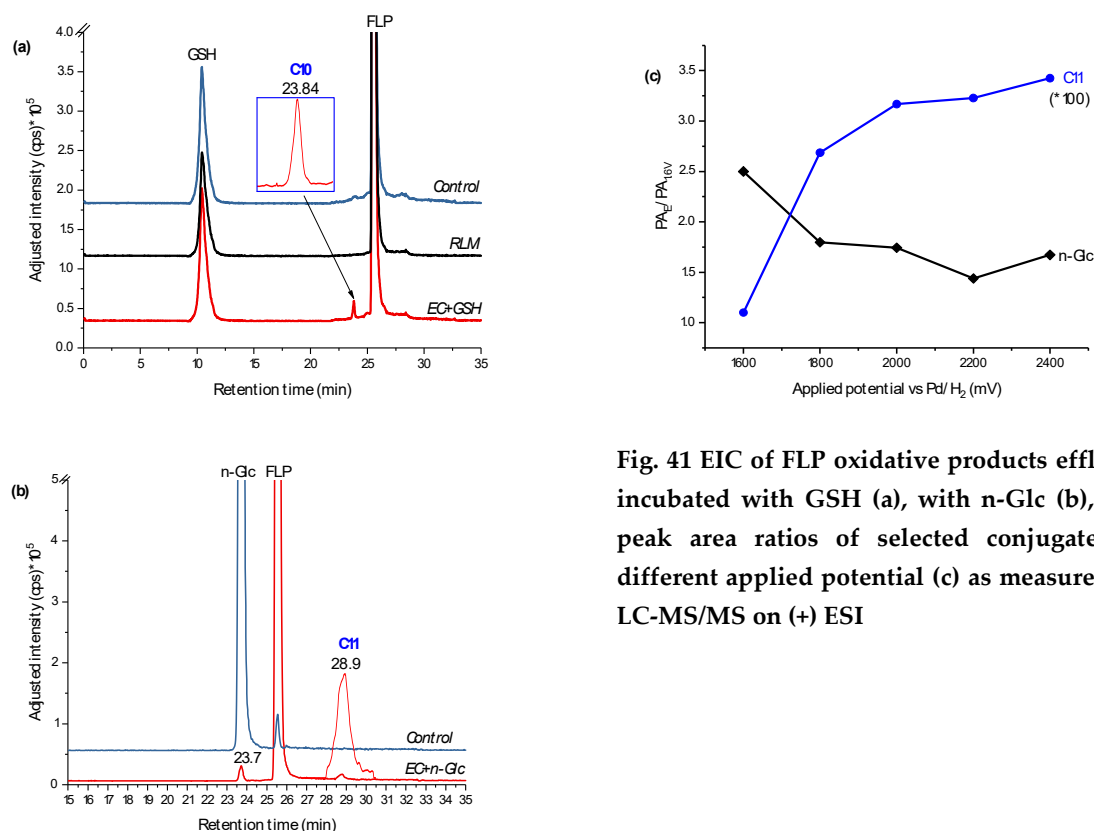 (a)
FLP
GSH
C10
23.84
Control
RLM
EC+GSH
4.0
3.5
3.0
2.5
2.0
1.5
1.0
0.5
0.0
Adjusted intensity (cps)*10⁵
0 5 10 15 20 25 30 35
Retention time (min)
(c)
C11
(*100)
n-Glc
3.5
3.0
2.5
2.0
1.5
10
PA_E/PA_16V
1600 1800 2000 2200 2400
Applied potential vs Pd/H₂ (mV)
(b)
n-Glc FLP
C11
28.9
Control
23.7
EC+n-Glc
5
4
3
2
1
0
Adjusted intensity (cps)*10⁵
15 16 17 18 19 20 21 22 23 24 25 26 27 28 29 30 31 32 33 34 35
Retention time (min)
Fig. 41 EIC of FLP oxidative products effl
incubated with GSH (a), with n-Glc (b),
peak area ratios of selected conjugate
different applied potential (c) as measure
LC-MS/MS on (+) ESI